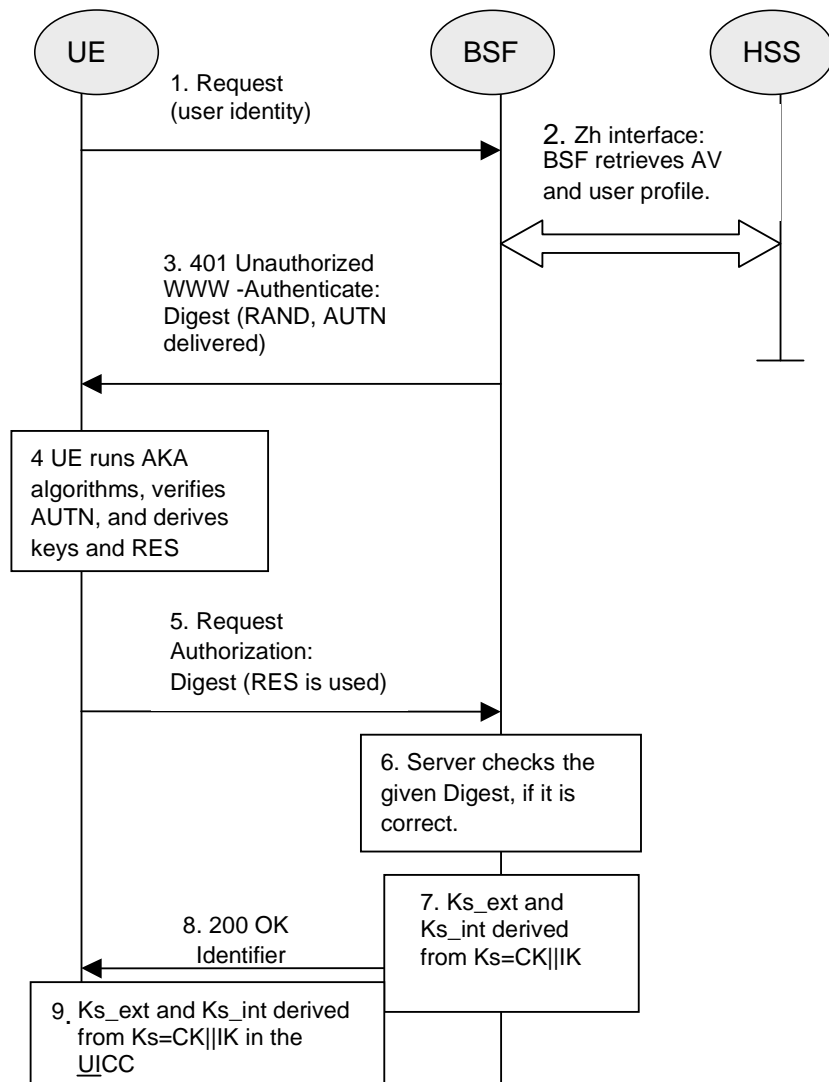 UE
BSF
HSS
1. Request
(user identity)
2. Zh interface:
BSF retrieves AV
and user profile.
3. 401 Unauthorized
WWW -Authenticate:
Digest (RAND, AUTN
delivered)
4 UE runs AKA
algorithms, verifies
AUTN, and derives
keys and RES
5. Request
Authorization:
Digest (RES is used)
6. Server checks the
given Digest, if it is
correct.
7. Ks_ext and
Ks_int derived
from Ks=CK||IK
8. 200 OK
Identifier
9. Ks_ext and Ks_int derived
from Ks=CK||IK in the
UICC